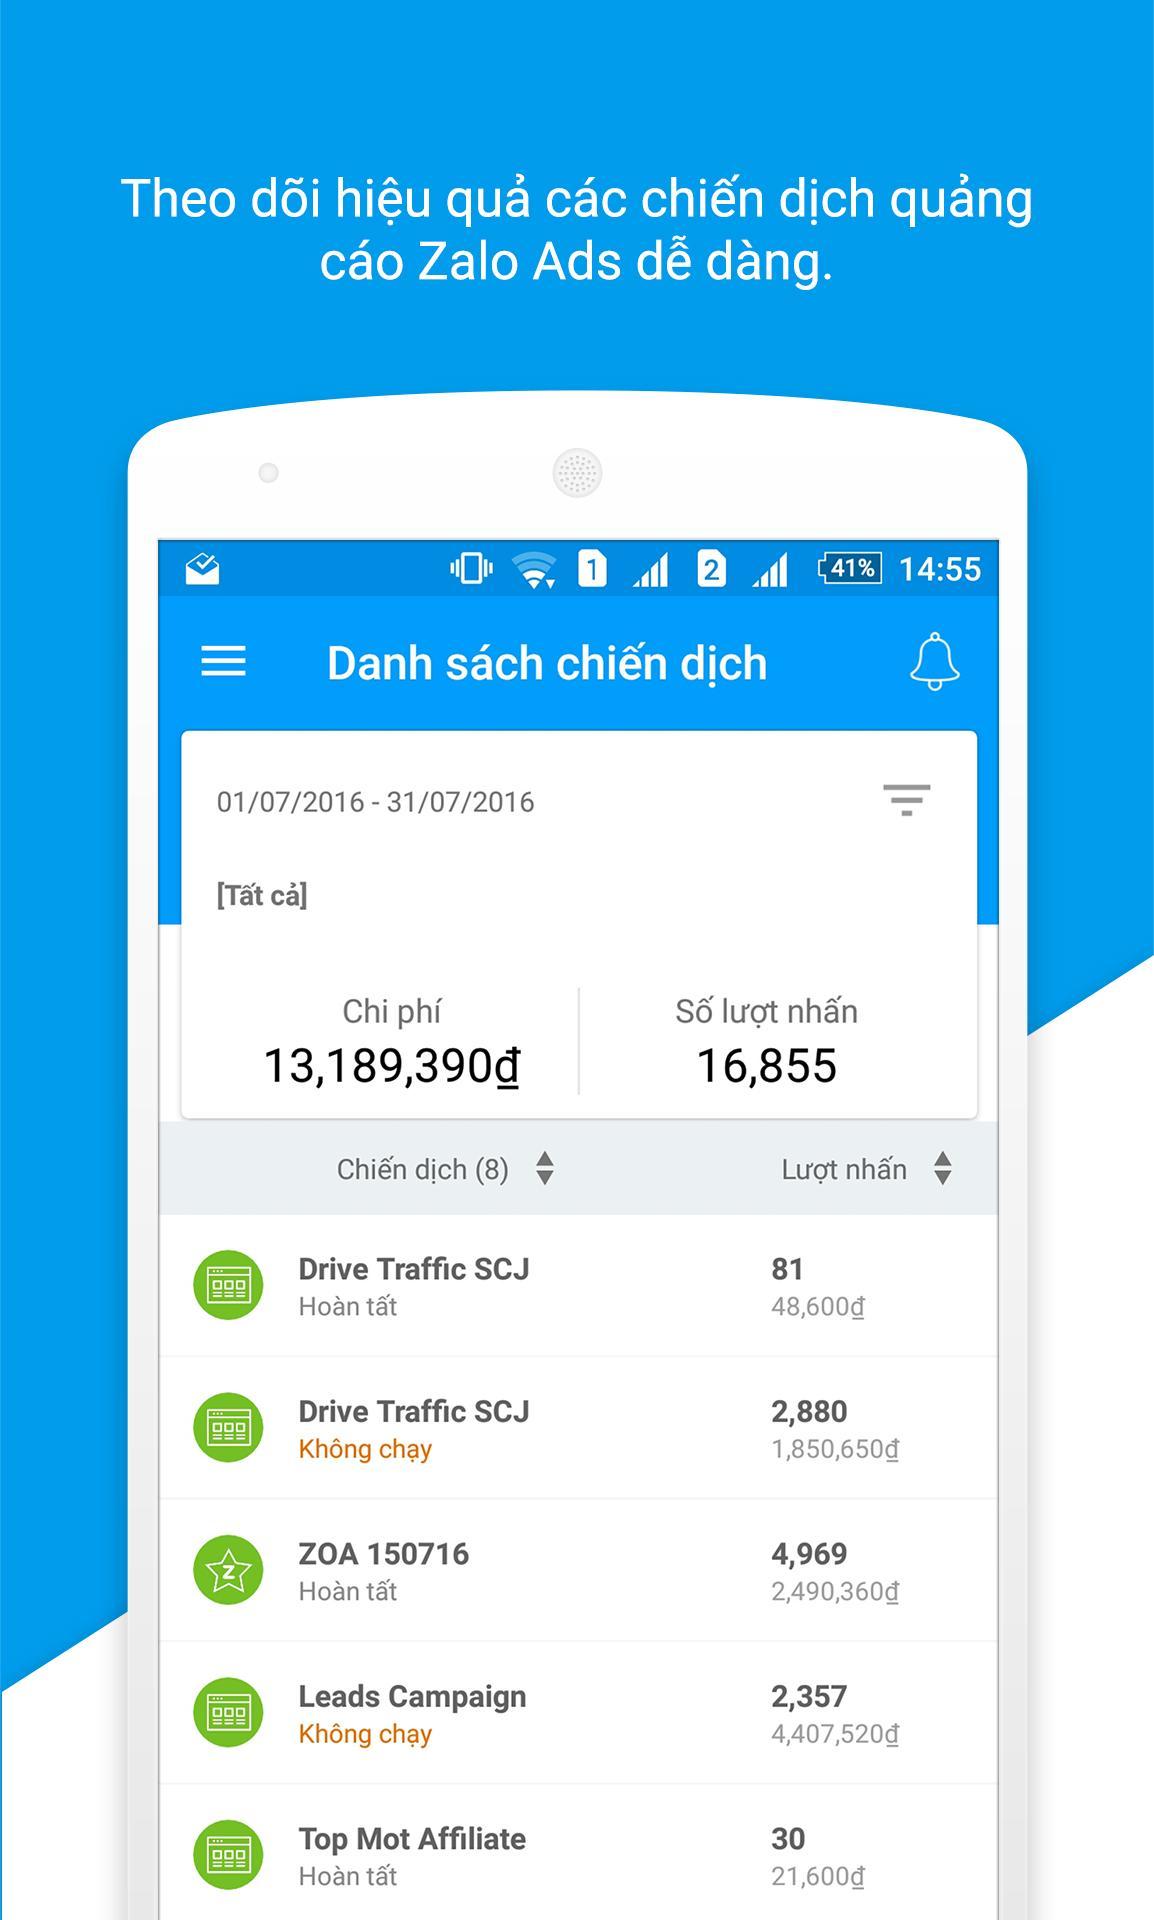 Theo dõi hiệu quả các chiến dịch quảng
cáo Zalo Ads dễ dàng.
1 2 41% 14:55
Danh sách chiến dịch
01/07/2016 - 31/07/2016
[Tất cả]
Chi phí Số lượt nhấn
13,189,390₫ 16,855
Chiến dịch (8) Lượt nhấn
Drive Traffic SCJ 81
Hoàn tất 48,600₫
Drive Traffic SCJ 2,880
Không chạy 1,850,650₫
ZOA 150716 4,969
Z
Hoàn tất 2,490,360₫
Leads Campaign 2,357
Không chạy 4,407,520₫
Top Mot Affiliate 30
Hoàn tất 21,600₫